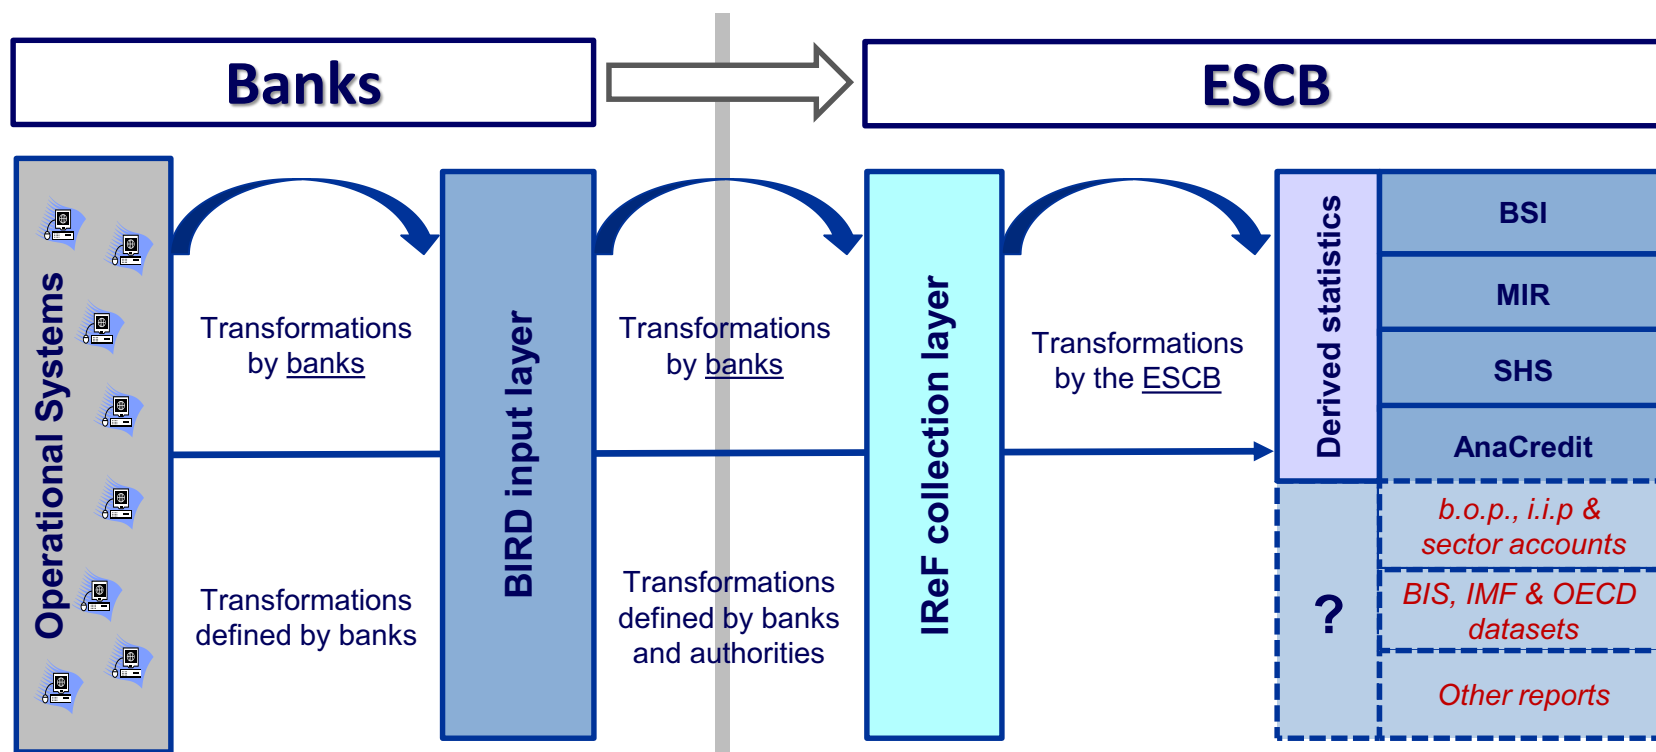 Banks
ESCB
Operational Systems
Transformations
by banks
Transformations
defined by banks
BIRD input layer
Transformations
by banks
Transformations
defined by banks
and authorities
IReF collection layer
Transformations
by the ESCB
Derived statistics
BSI
MIR
SHS
AnaCredit
?
b.o.p., i.i.p &
sector accounts
BIS, IMF & OECD
datasets
Other reports